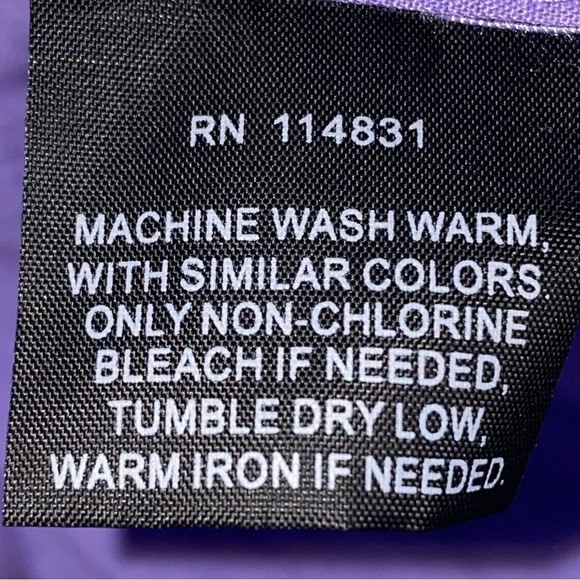 RN 114831
MACHINE WASH WARM,
WITH SIMILAR COLORS.
ONLY NON-CHLORINE
BLEACH IF NEEDED,
TUMBLE DRY LOW,
WARM IRON IF NEEDED.